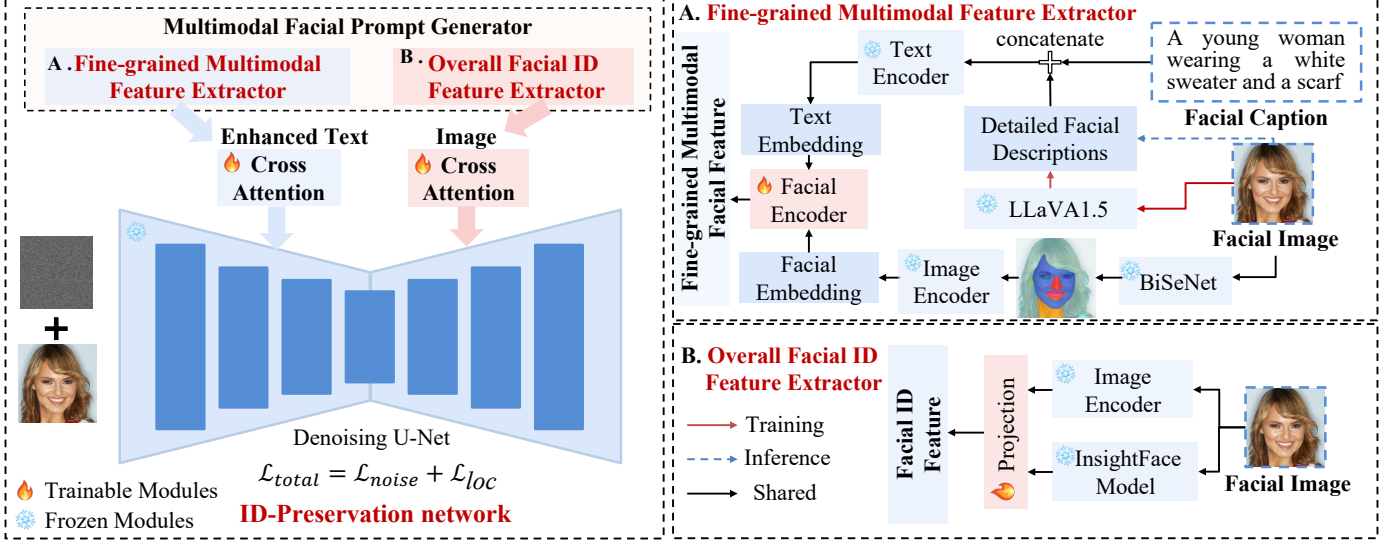 Multimodal Facial Prompt Generator
A .Fine-grained Multimodal
Feature Extractor
B · Overall Facial ID
Feature Extractor
Enhanced Text
Cross
Attention
Image
Cross
Attention
+
Denoising U-Net
ℒtotal = ℒnoise + ℒloc
Trainable Modules
Frozen Modules
ID-Preservation network
A. Fine-grained Multimodal Feature Extractor
Fine-grained Multimodal
Facial Feature
Text
Encoder
concatenate
A young woman
wearing a white
sweater and a scarf
Facial Caption
Text
Embedding
Detailed Facial
Descriptions
Facial
Encoder
LLaVA1.5
Facial Image
Facial
Embedding
Image
Encoder
BiSeNet
B. Overall Facial ID
Feature Extractor
Training
Inference
Shared
Facial ID
Feature
Projection
Image
Encoder
InsightFace
Model
Facial Image